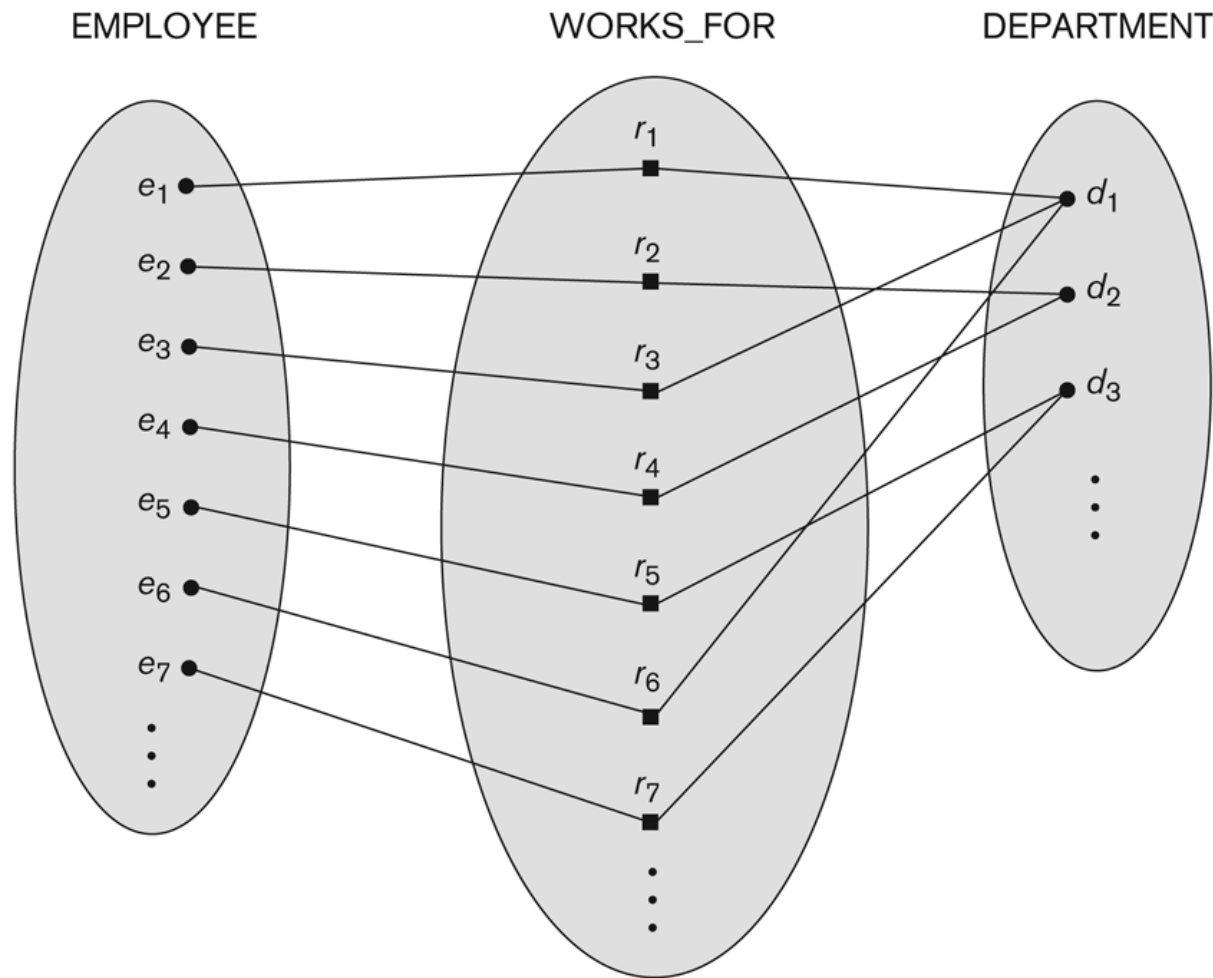 EMPLOYEE
WORKS_FOR
DEPARTMENT
e₁
e₂
e₃
e₄
e₅
e₆
e₇
r₁
r₂
r₃
r₄
r₅
r₆
r₇
d₁
d₂
d₃